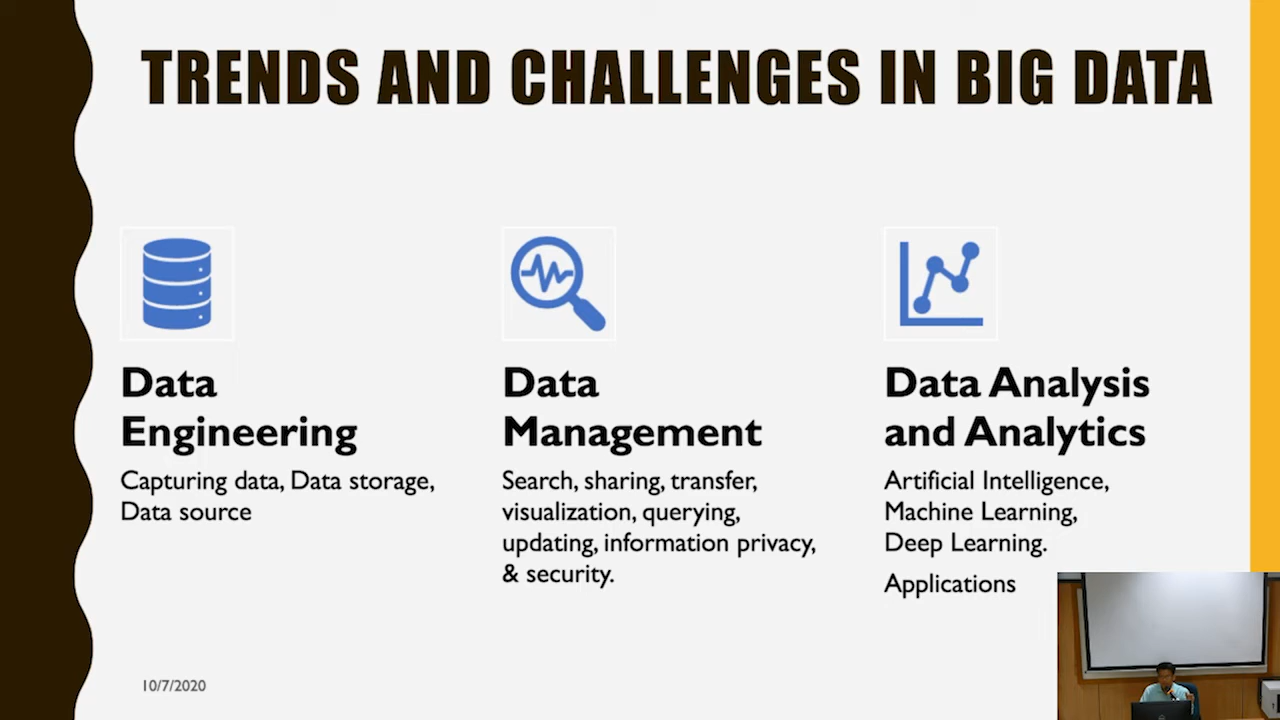 TRENDS AND CHALLENGES IN BIG DATA
Data
Engineering
Capturing data, Data storage,
Data source
Data
Management
Search, sharing, transfer,
visualization, querying,
updating, information privacy,
& security.
Data Analysis
and Analytics
Artificial Intelligence,
Machine Learning,
Deep Learning.
Applications
10/7/2020